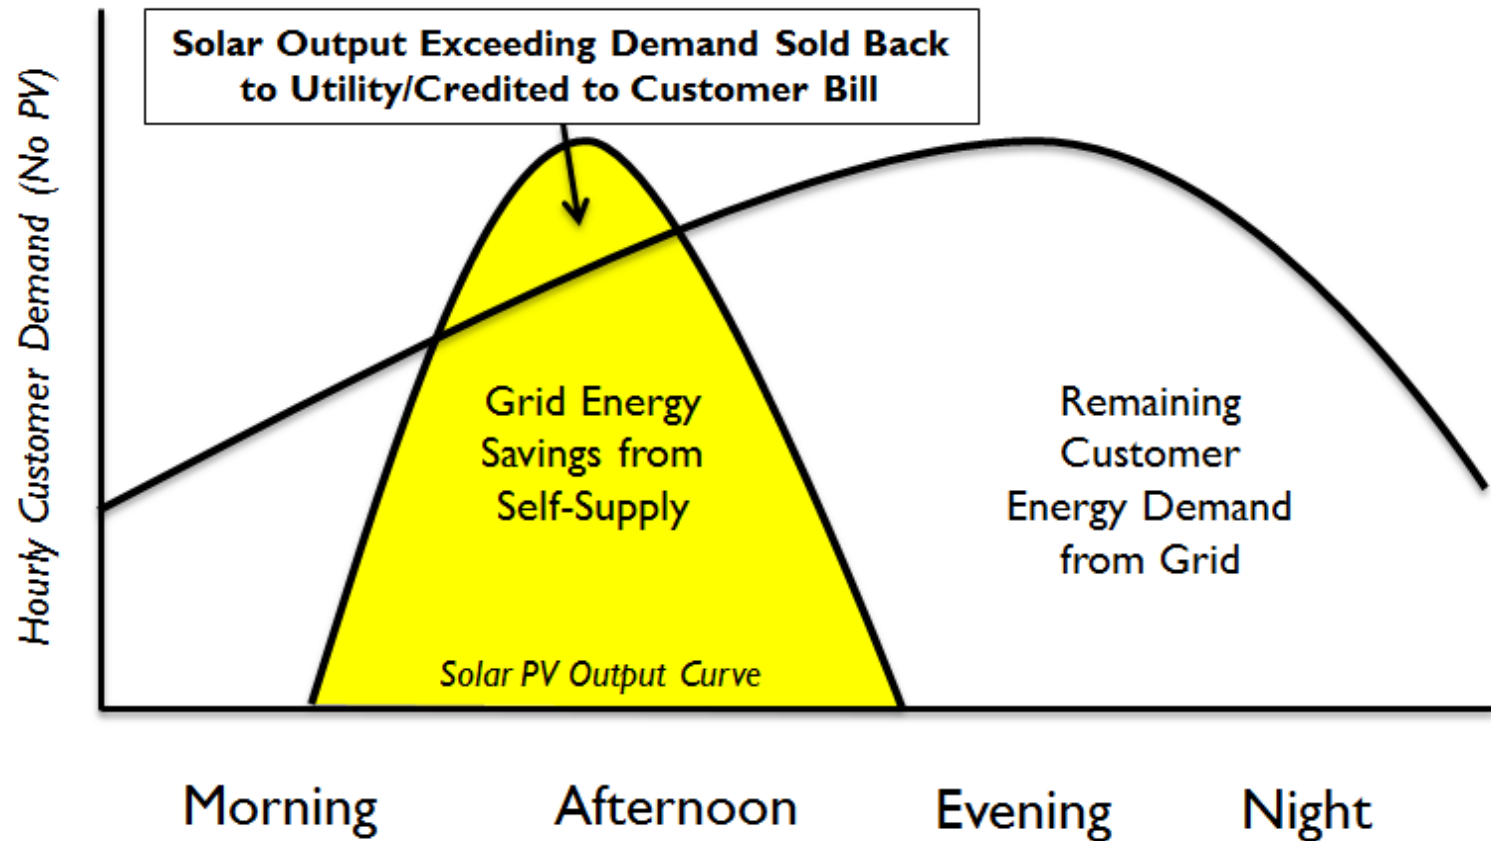 Solar Output Exceeding Demand Sold Back
to Utility/Credited to Customer Bill
Hourly Customer Demand (No PV)
Grid Energy
Savings from
Self-Supply
Remaining
Customer
Energy Demand
from Grid
Solar PV Output Curve
Morning
Afternoon
Evening
Night